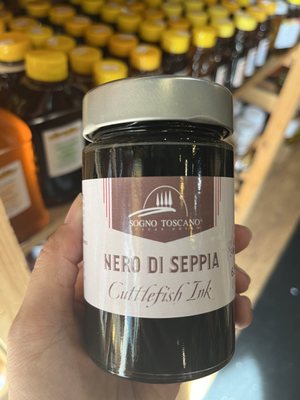 SOGNO TOSCANO®
NERO DI SEPPIA
Cuttlefish Ink